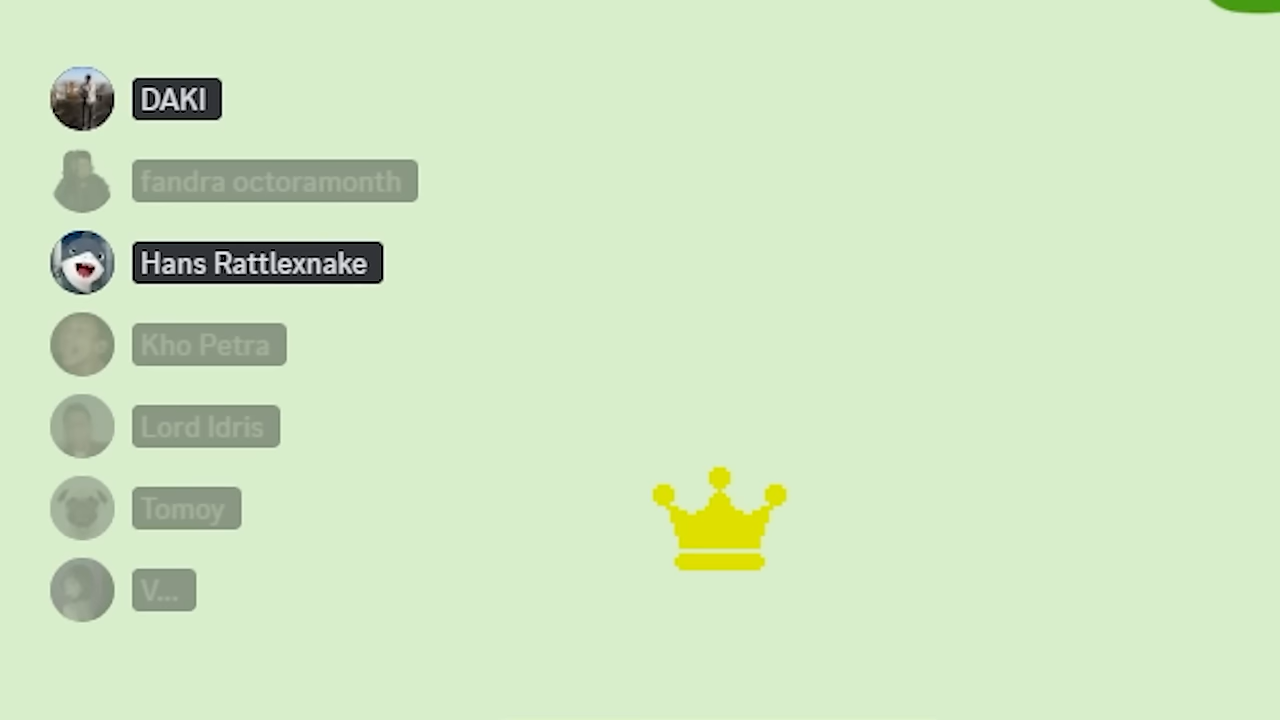 DAKI
fandra octoramonth
Hans Rattlexnake
Kho Petra
Lord Idris
Tomoy
V...